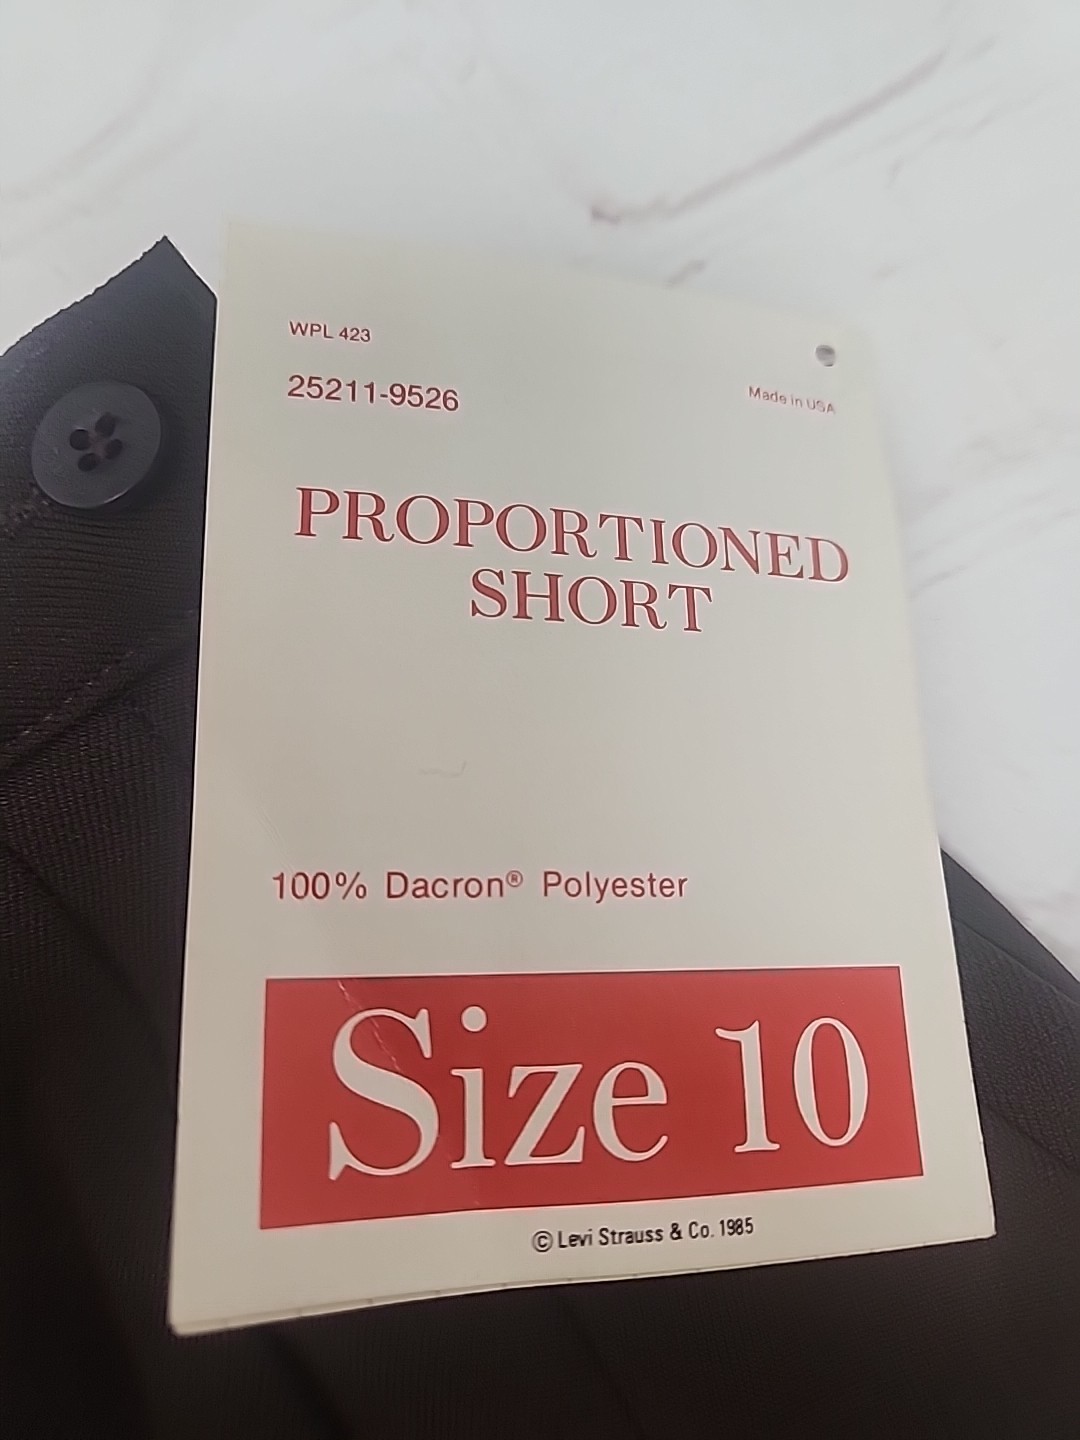 WPL 423
25211-9526
Made in USA
PROPORTIONED
SHORT
100% Dacron® Polyester
Size 10
© Levi Strauss & Co. 1985